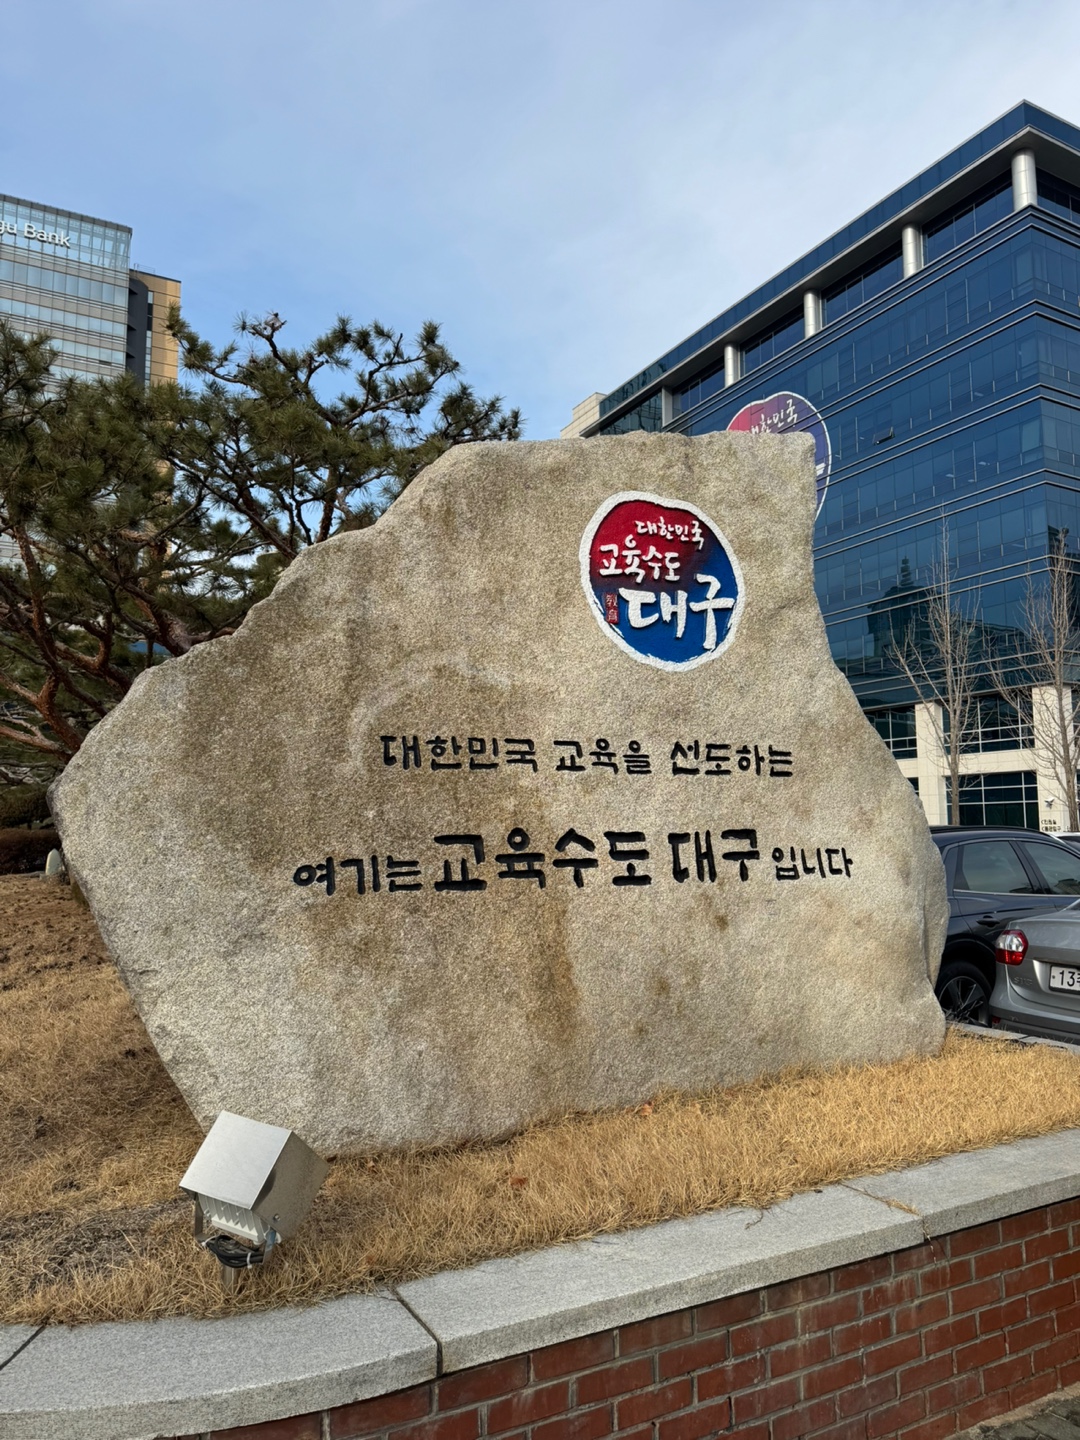 Bank
대한민국
대한민국
교육수도
教育
대구
대한민국 교육을 선도하는
여기는 교육수도 대구 입니다
13